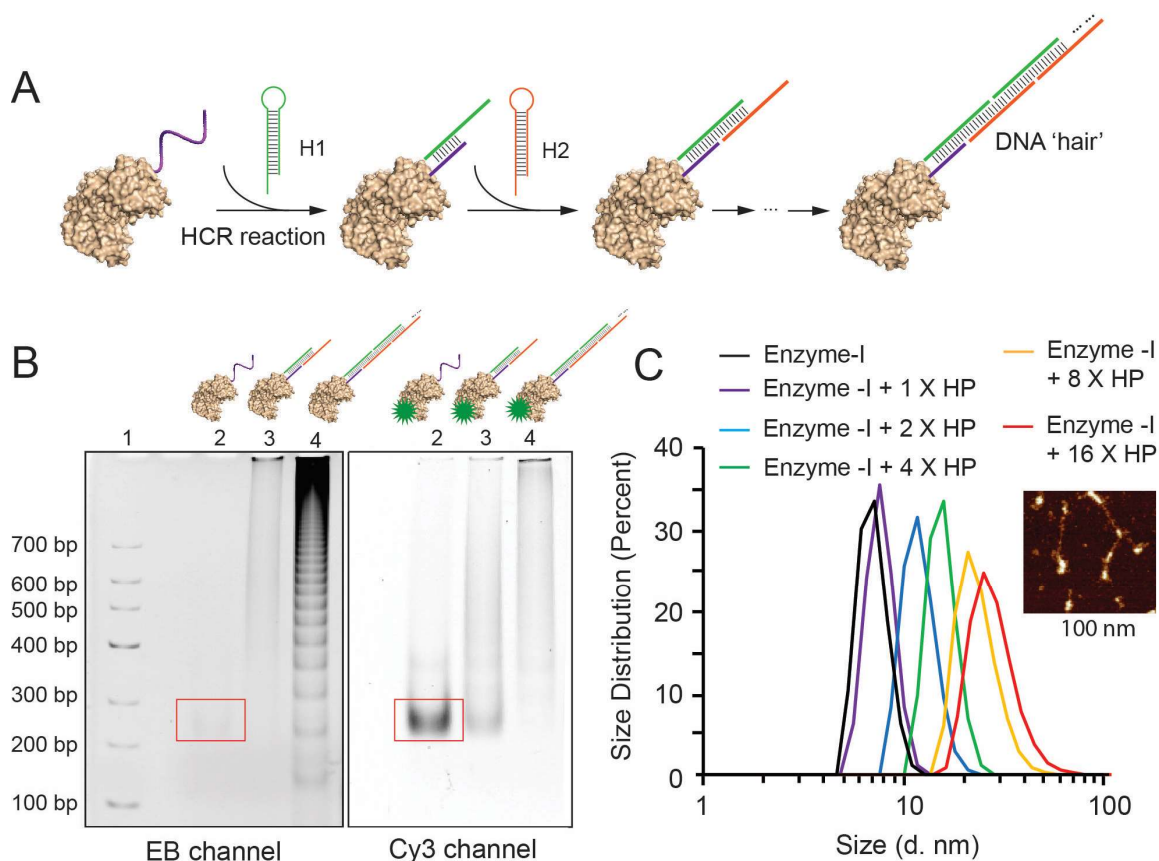 A
H1
H2
HCR reaction
...
... ...
DNA ‘hair’
B
1 2 3 4
2 3 4
700 bp
600 bp
500 bp
400 bp
300 bp
200 bp
100 bp
EB channel
Cy3 channel
C
Enzyme-I
Enzyme -I + 1 X HP
Enzyme -I + 2 X HP
Enzyme -I + 4 X HP
Enzyme -I
+ 8 X HP
Enzyme -I
+ 16 X HP
Size Distribution (Percent)
40
30
20
10
0
100 nm
1 10 100
Size (d. nm)